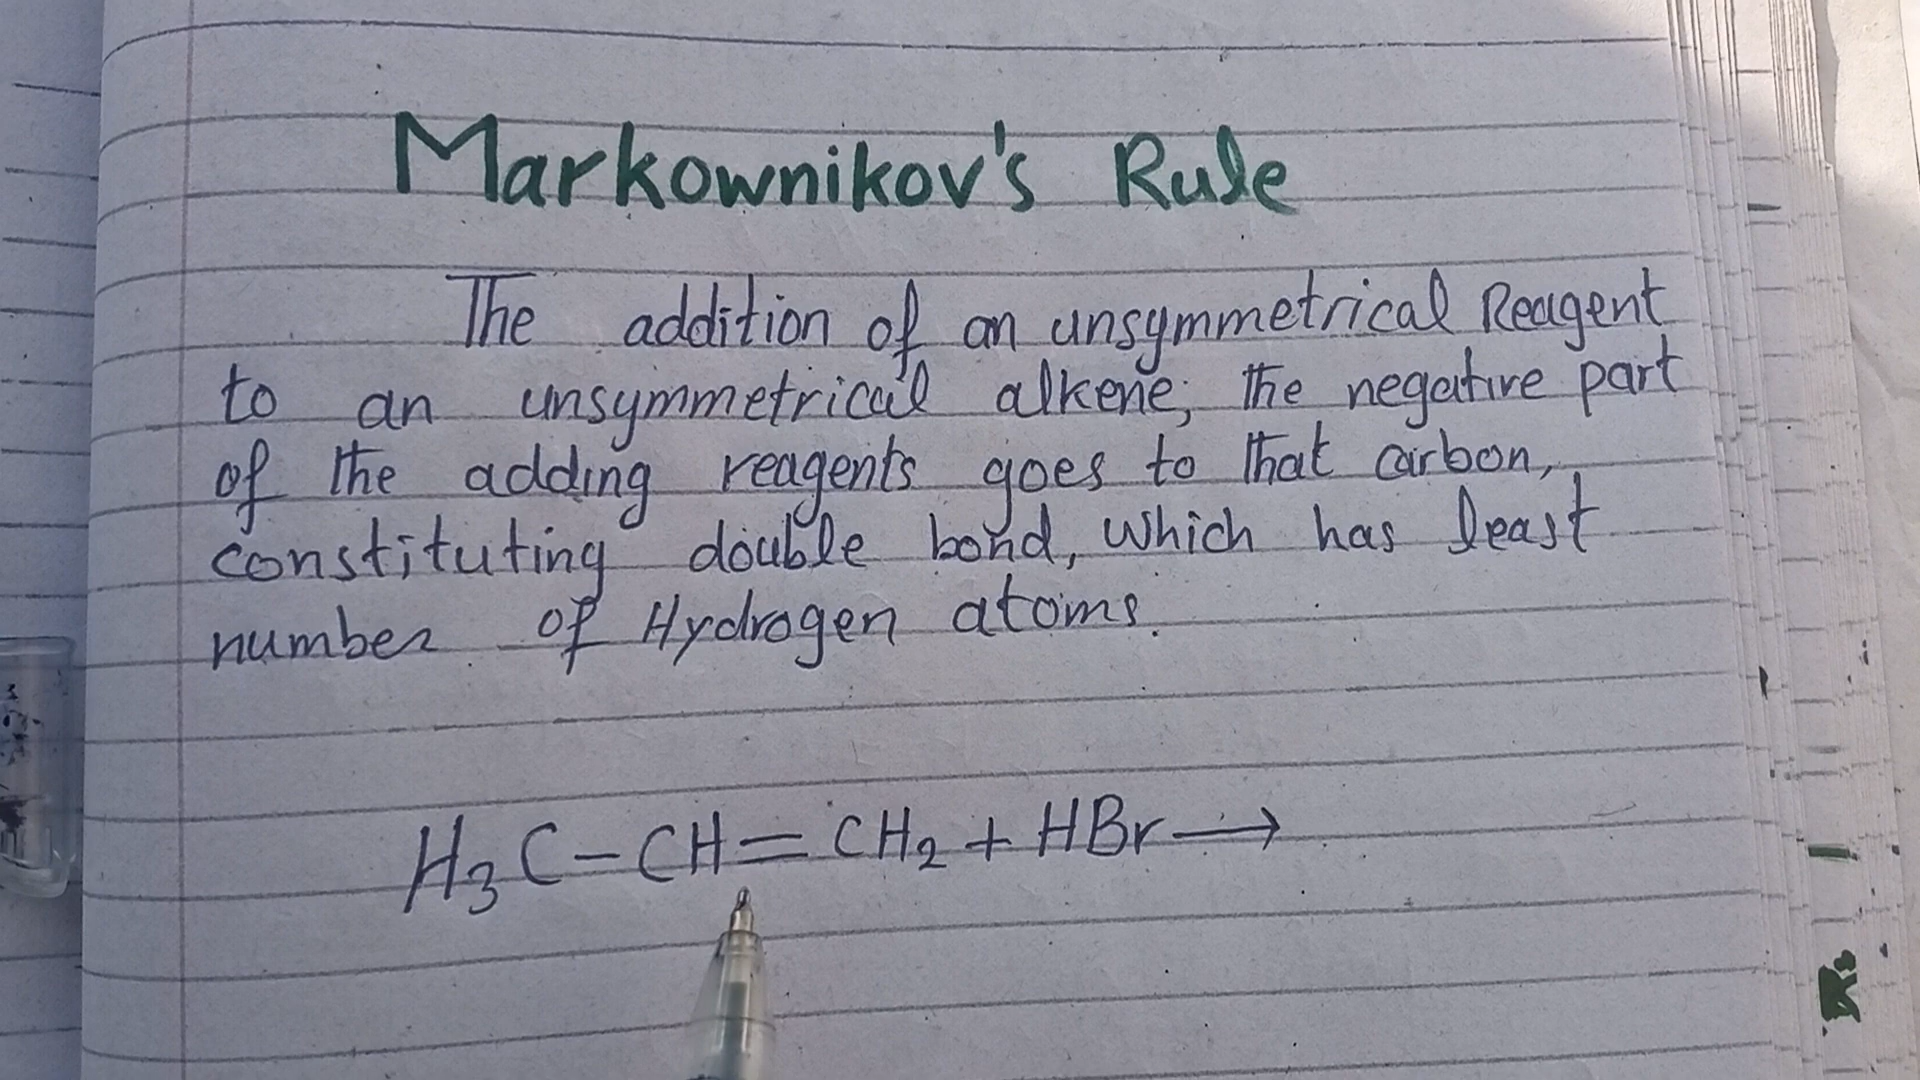 Markownikov's Rule
The addition of an unsymmetrical Reagent
to an unsymmetrical alkene, the negative part
of the adding reagents goes to that carbon,
constituting double bond, which has least
number of Hydrogen atoms.
H₃C-CH=CH₂+HBr→